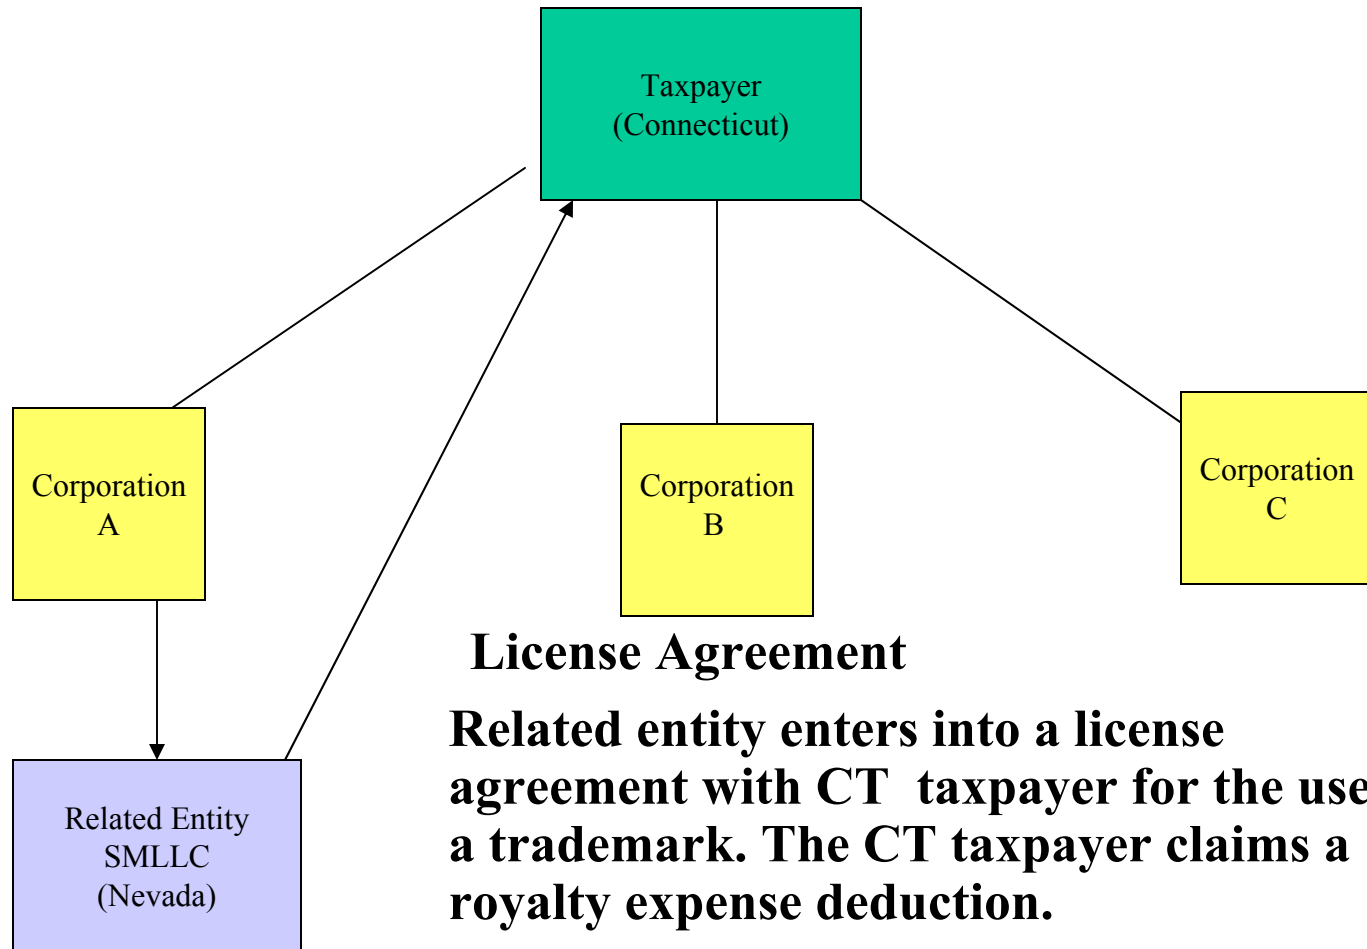 Taxpayer
(Connecticut)
Corporation
A
Corporation
B
Corporation
C
License Agreement
Related entity enters into a license
agreement with CT taxpayer for the use
a trademark. The CT taxpayer claims a
royalty expense deduction.
Related Entity
SMLLC
(Nevada)